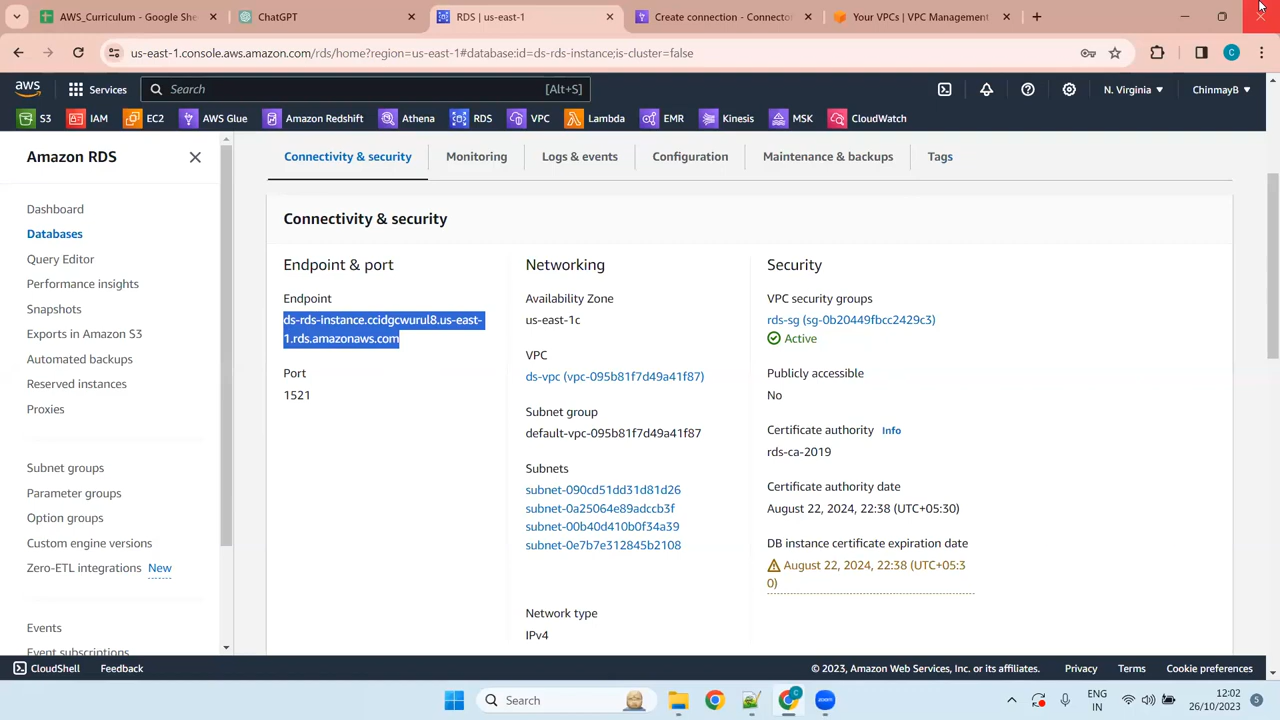 AWS_Curriculum - Google She
ChatGPT
RDS | us-east-1
Create connection - Connector
Your VPCs | VPC Management
us-east-1.console.aws.amazon.com/rds/home?region=us-east-1#database:id=ds-rds-instance;is-cluster=false
C
aws
Services
Search
[Alt+S]
N. Virginia
ChinmayB
S3
IAM
EC2
AWS Glue
Amazon Redshift
Athena
RDS
VPC
Lambda
EMR
Kinesis
MSK
CloudWatch
Amazon RDS
Dashboard
Databases
Query Editor
Performance insights
Snapshots
Exports in Amazon S3
Automated backups
Reserved instances
Proxies
Subnet groups
Parameter groups
Option groups
Custom engine versions
Zero-ETL integrations New
Events
Event subscriptions
Connectivity & security
Monitoring
Logs & events
Configuration
Maintenance & backups
Tags
Connectivity & security
Endpoint & port
Endpoint
ds-rds-instance.ccidgcwurul8.us-east-
1.rds.amazonaws.com
Port
1521
Networking
Availability Zone
us-east-1c
VPC
ds-vpc (vpc-095b81f7d49a41f87)
Subnet group
default-vpc-095b81f7d49a41f87
Subnets
subnet-090cd51dd31d81d26
subnet-0a25064e89adccb3f
subnet-00b40d410b0f34a39
subnet-0e7b7e312845b2108
Network type
IPv4
Security
VPC security groups
rds-sg (sg-0b20449fbcc2429c3)
Active
Publicly accessible
No
Certificate authority Info
rds-ca-2019
Certificate authority date
August 22, 2024, 22:38 (UTC+05:30)
DB instance certificate expiration date
August 22, 2024, 22:38 (UTC+05:3
0)
CloudShell
Feedback
© 2023, Amazon Web Services, Inc. or its affiliates.
Privacy
Terms
Cookie preferences
Search
C
zoom
ENG
IN
12:02
26/10/2023
5